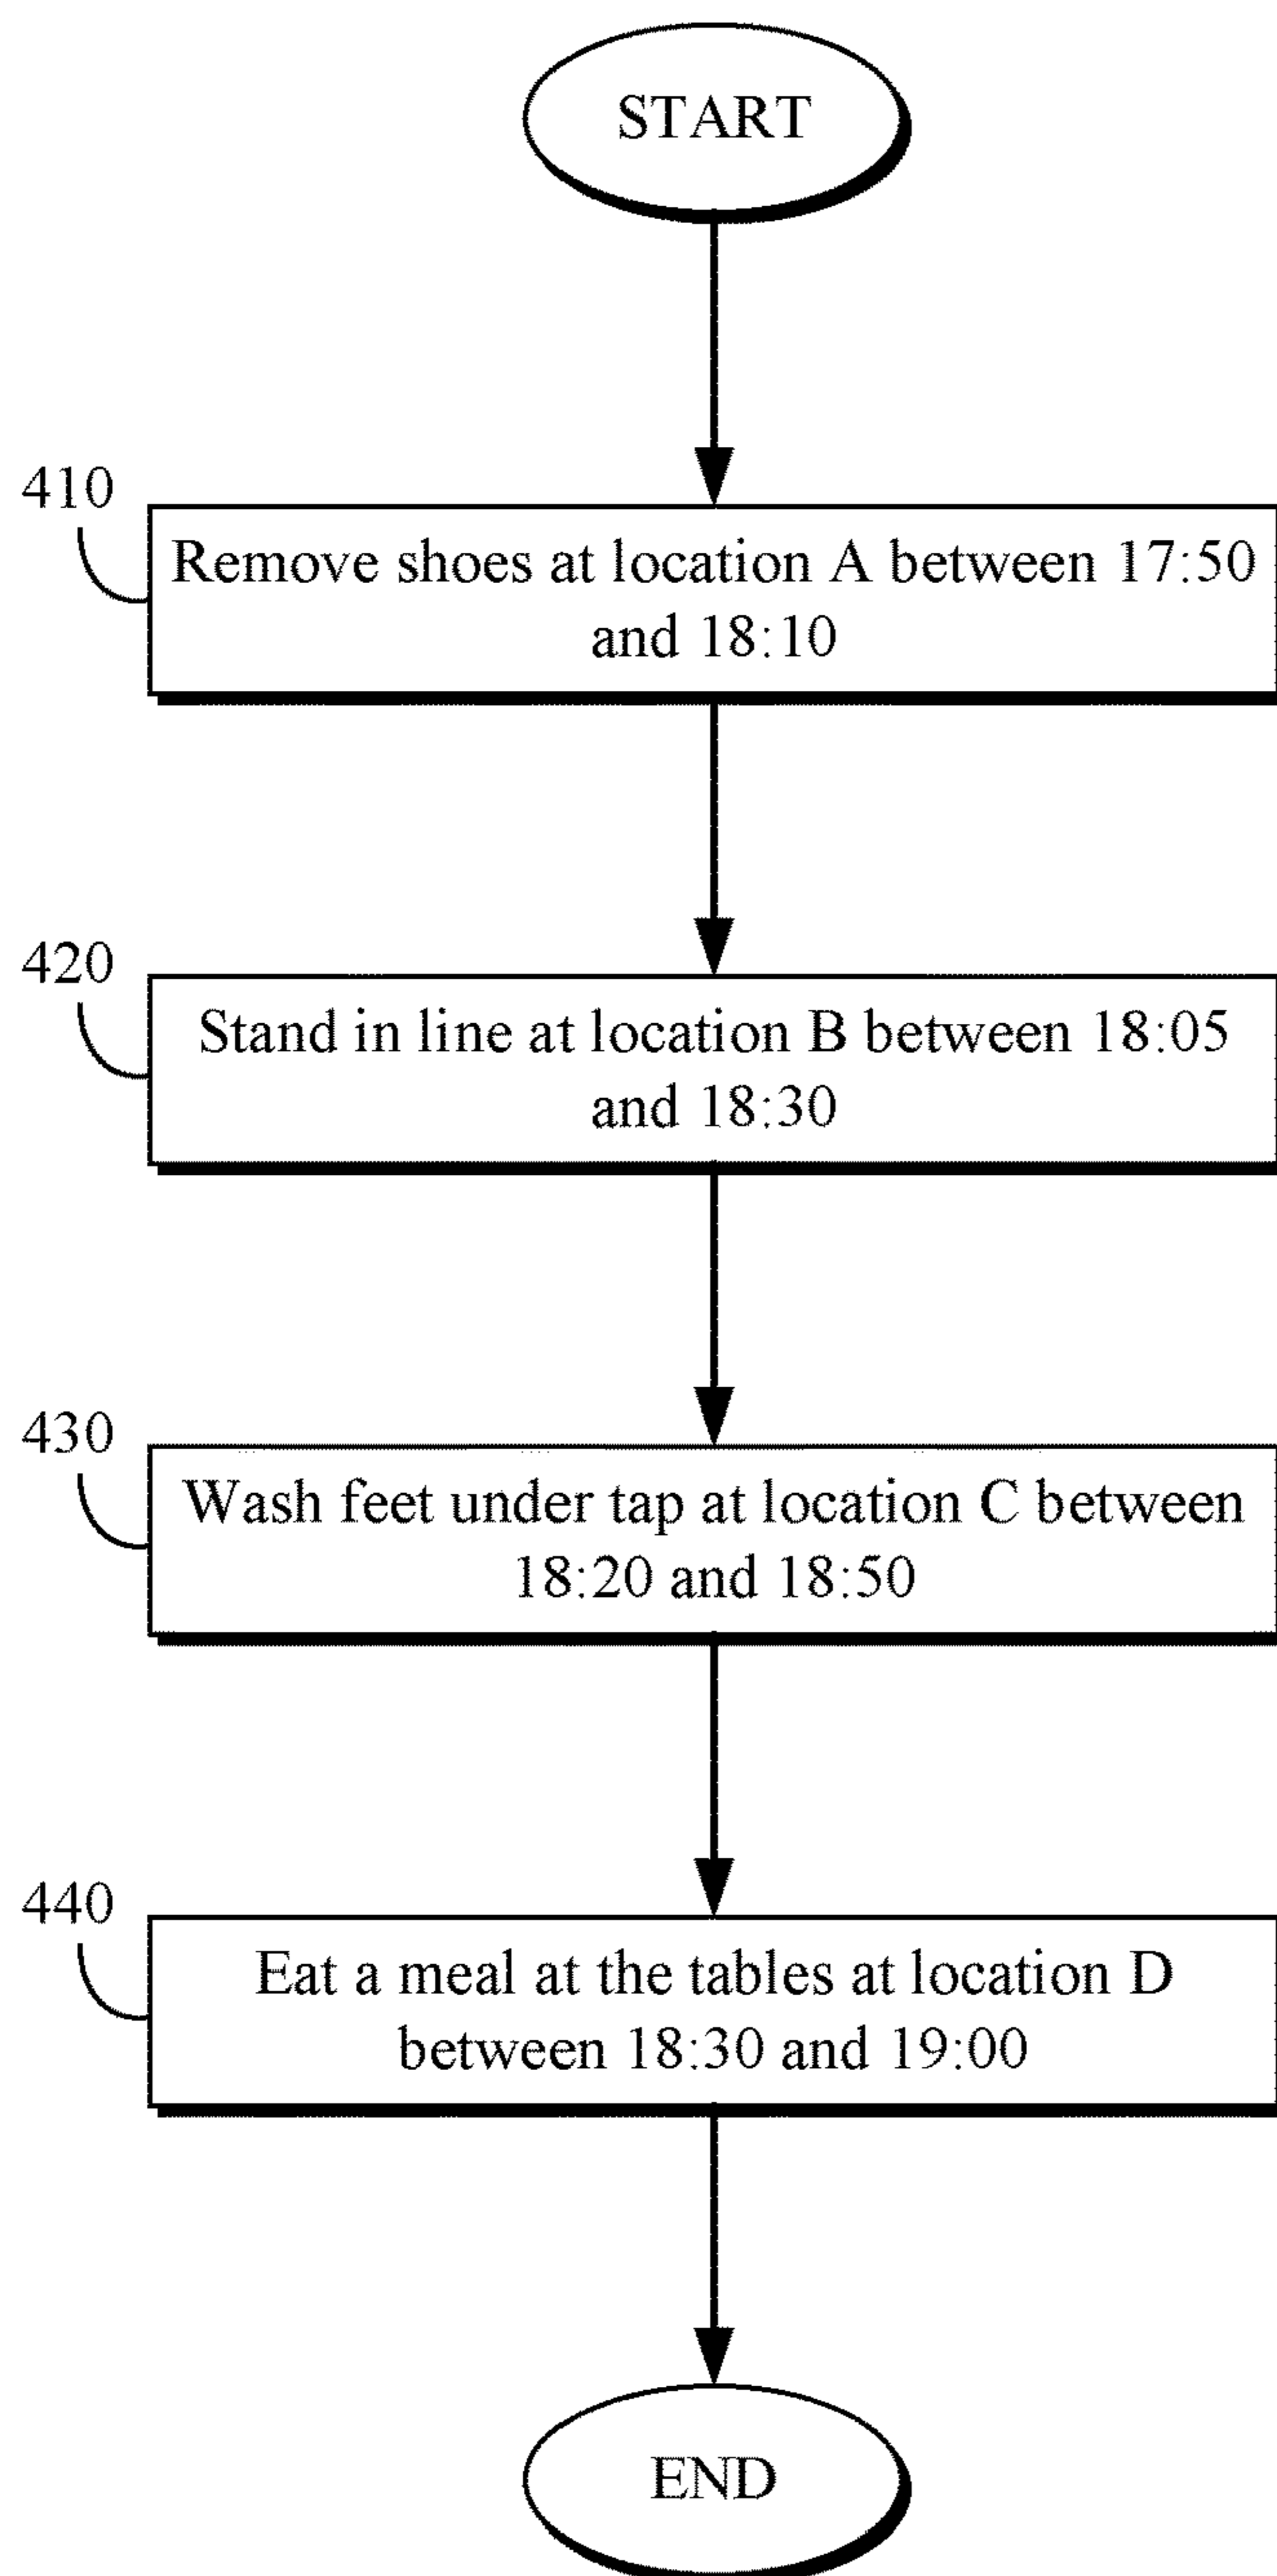 START
410
Remove shoes at location A between 17:50
and 18:10
420
Stand in line at location B between 18:05
and 18:30
430
Wash feet under tap at location C between
18:20 and 18:50
440
Eat a meal at the tables at location D
between 18:30 and 19:00
END